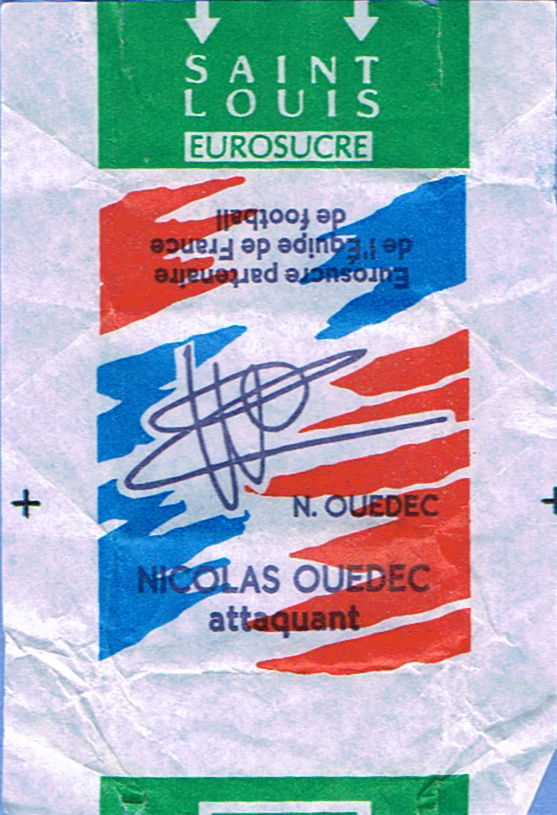 SAINT
LOUIS
EUROSUCRE
Eurosucre partenaire
de l'Équipe de France
de football
N. OUEDEC
NICOLAS OUEDEC
attaquant